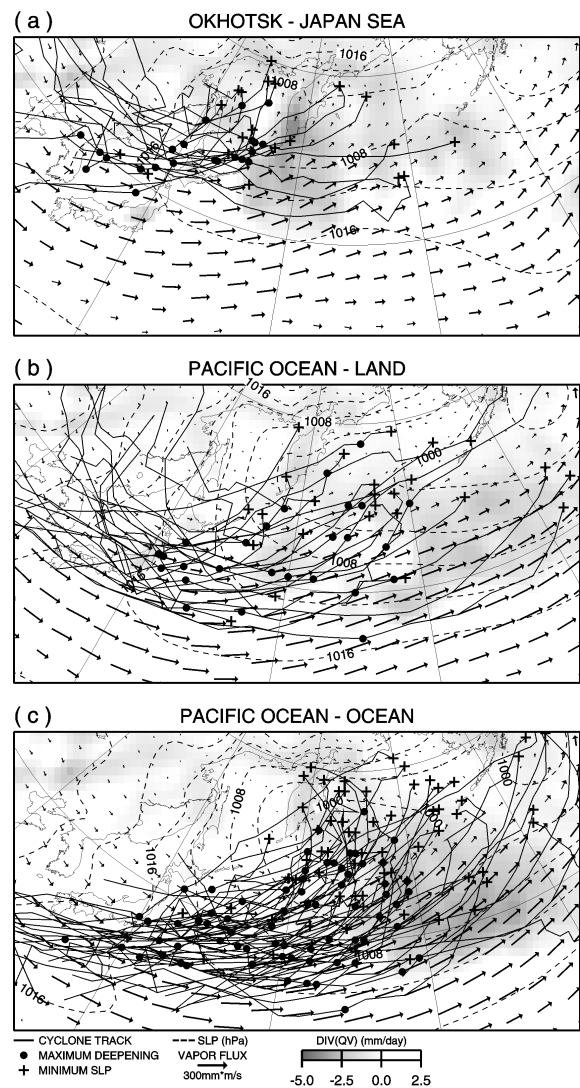 ( a ) OKHOTSK - JAPAN SEA
1016
1008
1016
1008
1016
( b ) PACIFIC OCEAN - LAND
1016
1008
1000
1008
1016
( c ) PACIFIC OCEAN - OCEAN
1000
1008
1000
1016
1008
1016
CYCLONE TRACK
MAXIMUM DEEPENING
MINIMUM SLP
SLP (hPa)
VAPOR FLUX
300mm*m/s
DIV(QV) (mm/day)
-5.0 -2.5 0.0 2.5